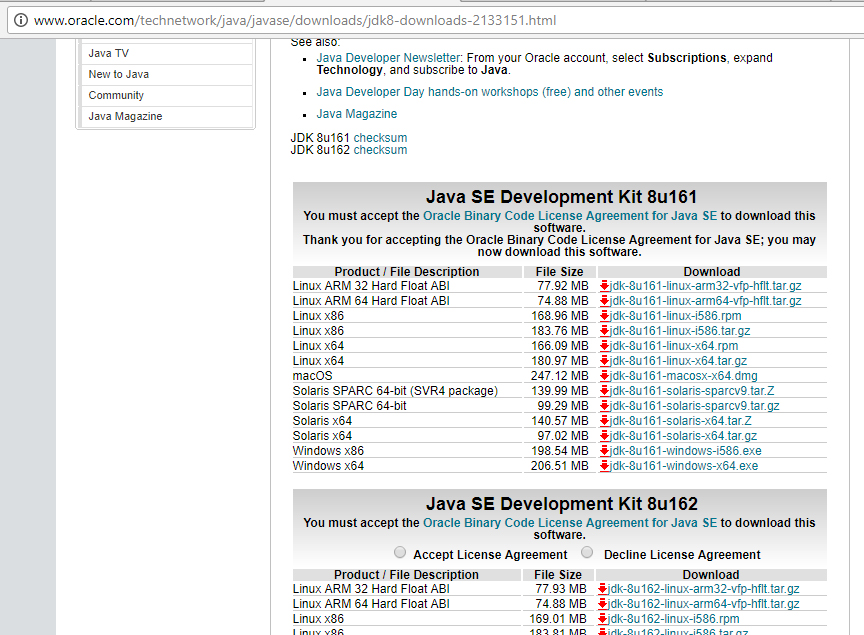 www.oracle.com/technetwork/java/javase/downloads/jdk8-downloads-2133151.html
Java TV
New to Java
Community
Java Magazine
See also:
Java Developer Newsletter: From your Oracle account, select Subscriptions, expand
Technology, and subscribe to Java.
Java Developer Day hands-on workshops (free) and other events
Java Magazine
JDK 8u161 checksum
JDK 8u162 checksum
Java SE Development Kit 8u161
You must accept the Oracle Binary Code License Agreement for Java SE to download this
software.
Thank you for accepting the Oracle Binary Code License Agreement for Java SE; you may
now download this software.
Product / File Description File Size Download
Linux ARM 32 Hard Float ABI 77.92 MB jdk-8u161-linux-arm32-vfp-hflt.tar.gz
Linux ARM 64 Hard Float ABI 74.88 MB jdk-8u161-linux-arm64-vfp-hflt.tar.gz
Linux x86 168.96 MB jdk-8u161-linux-i586.rpm
Linux x86 183.76 MB jdk-8u161-linux-i586.tar.gz
Linux x64 166.09 MB jdk-8u161-linux-x64.rpm
Linux x64 180.97 MB jdk-8u161-linux-x64.tar.gz
macOS 247.12 MB jdk-8u161-macosx-x64.dmg
Solaris SPARC 64-bit (SVR4 package) 139.99 MB jdk-8u161-solaris-sparcv9.tar.Z
Solaris SPARC 64-bit 99.29 MB jdk-8u161-solaris-sparcv9.tar.gz
Solaris x64 140.57 MB jdk-8u161-solaris-x64.tar.Z
Solaris x64 97.02 MB jdk-8u161-solaris-x64.tar.gz
Windows x86 198.54 MB jdk-8u161-windows-i586.exe
Windows x64 206.51 MB jdk-8u161-windows-x64.exe
Java SE Development Kit 8u162
You must accept the Oracle Binary Code License Agreement for Java SE to download this
software.
Accept License Agreement Decline License Agreement
Product / File Description File Size Download
Linux ARM 32 Hard Float ABI 77.93 MB jdk-8u162-linux-arm32-vfp-hflt.tar.gz
Linux ARM 64 Hard Float ABI 74.88 MB jdk-8u162-linux-arm64-vfp-hflt.tar.gz
Linux x86 169.01 MB jdk-8u162-linux-i586.rpm
Linux x86 183.81 MB jdk-8u162-linux-i586.tar.gz